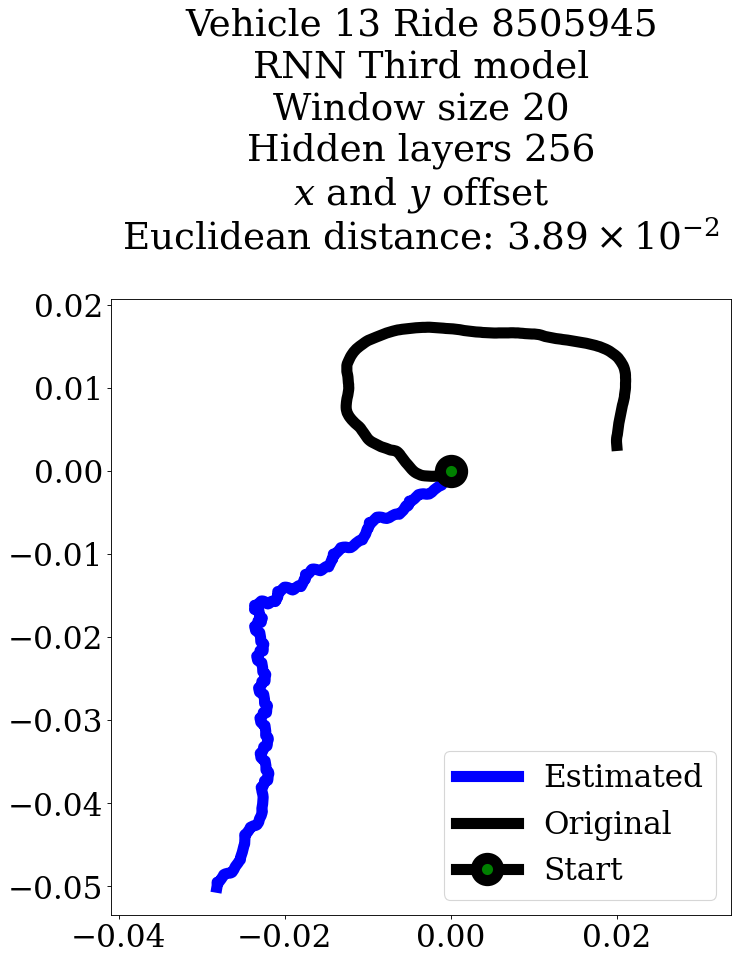 Vehicle 13 Ride 8505945
RNN Third model
Window size 20
Hidden layers 256
x and y offset
Euclidean distance: 3.89 × 10⁻²
0.02
0.01
0.00
−0.01
−0.02
−0.03
−0.04
−0.05
Estimated
Original
Start
−0.04 −0.02 0.00 0.02